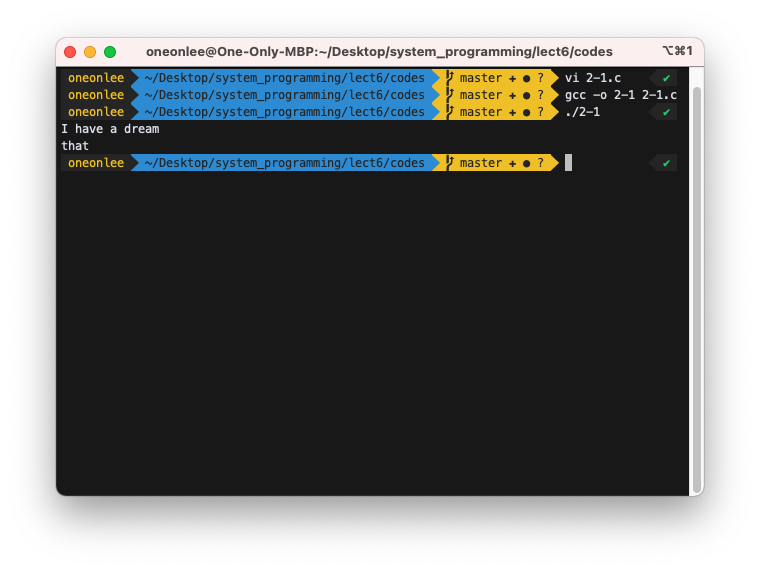 oneonlee@One-Only-MBP:~/Desktop/system_programming/lect6/codes ⌥⌘1
oneonlee ~/Desktop/system_programming/lect6/codes master + ● ? vi 2-1.c ✔
oneonlee ~/Desktop/system_programming/lect6/codes master + ● ? gcc -o 2-1 2-1.c
oneonlee ~/Desktop/system_programming/lect6/codes master + ● ? ./2-1 ✔
I have a dream
that
oneonlee ~/Desktop/system_programming/lect6/codes master + ● ? ✔